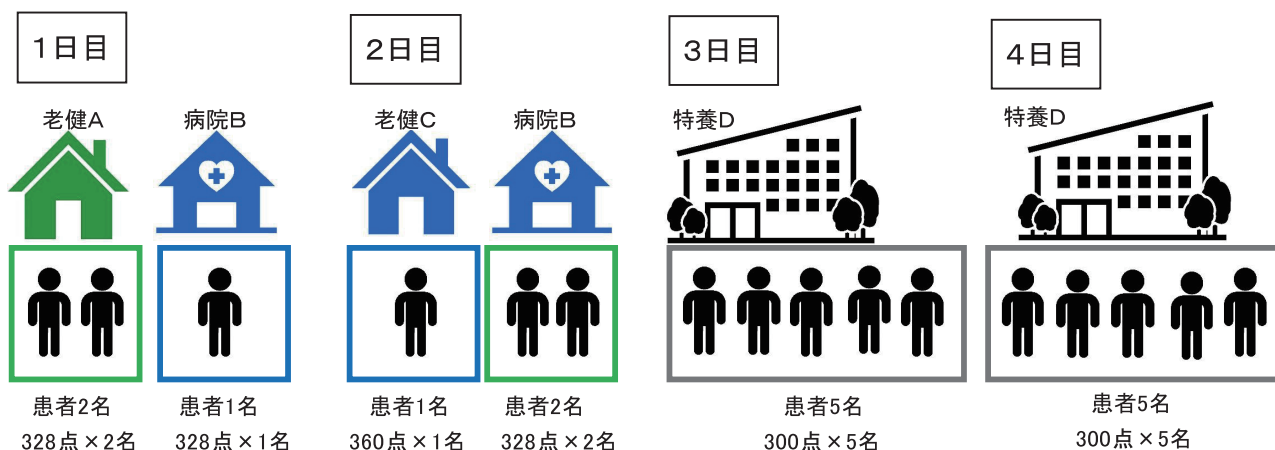 1日目
老健A
病院B
患者2名
328点×2名
患者1名
328点×1名
2日目
老健C
病院B
患者1名
360点×1名
患者2名
328点×2名
3日目
特養D
患者5名
300点×5名
4日目
特養D
患者5名
300点×5名